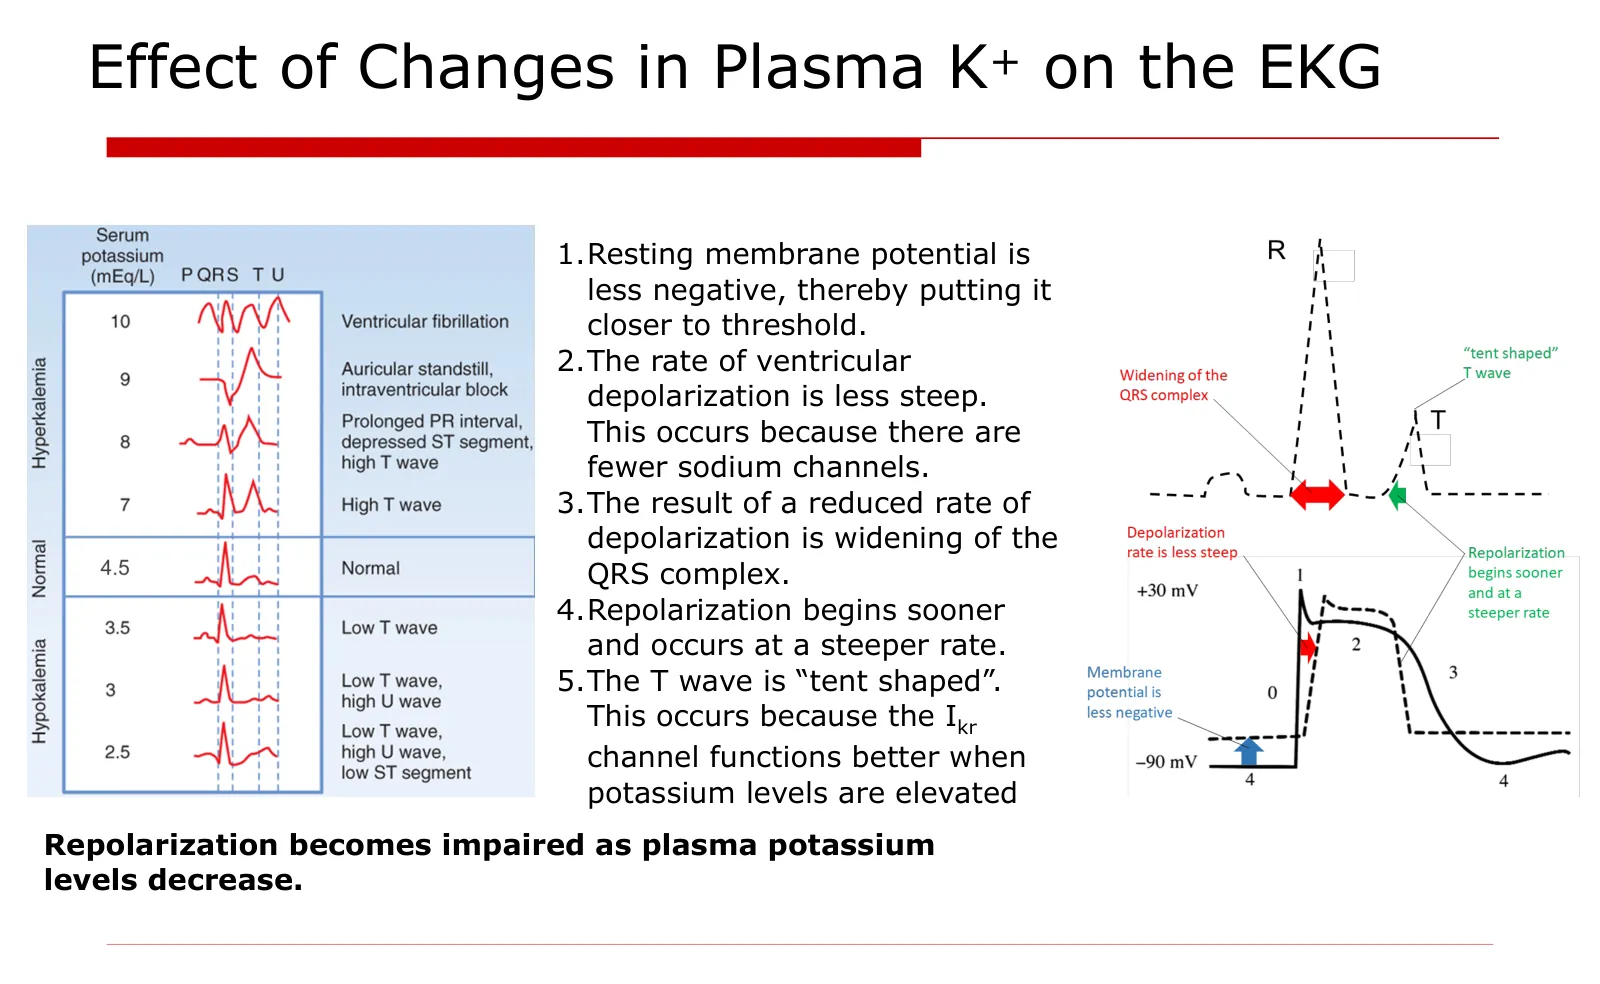 Effect of Changes in Plasma K+ on the EKG
Serum
potassium
(mEq/L)
P QRS T U
Hyperkalemia
10
Ventricular fibrillation
9
Auricular standstill,
intraventricular block
8
Prolonged PR interval,
depressed ST segment,
high T wave
7
High T wave
Normal
4.5
Normal
Hypokalemia
3.5
Low T wave
3
Low T wave,
high U wave
2.5
Low T wave,
high U wave,
low ST segment
1. Resting membrane potential is
less negative, thereby putting it
closer to threshold.
2. The rate of ventricular
depolarization is less steep.
This occurs because there are
fewer sodium channels.
3. The result of a reduced rate of
depolarization is widening of the
QRS complex.
4. Repolarization begins sooner
and occurs at a steeper rate.
5. The T wave is “tent shaped”.
This occurs because the Ikr
channel functions better when
potassium levels are elevated
R
“tent shaped”
T wave
Widening of the
QRS complex
T
Depolarization
rate is less steep
Repolarization
begins sooner
and at a
steeper rate
1
+30 mV
2
Membrane
potential is
less negative
3
0
–90 mV
4
4
Repolarization becomes impaired as plasma potassium
levels decrease.